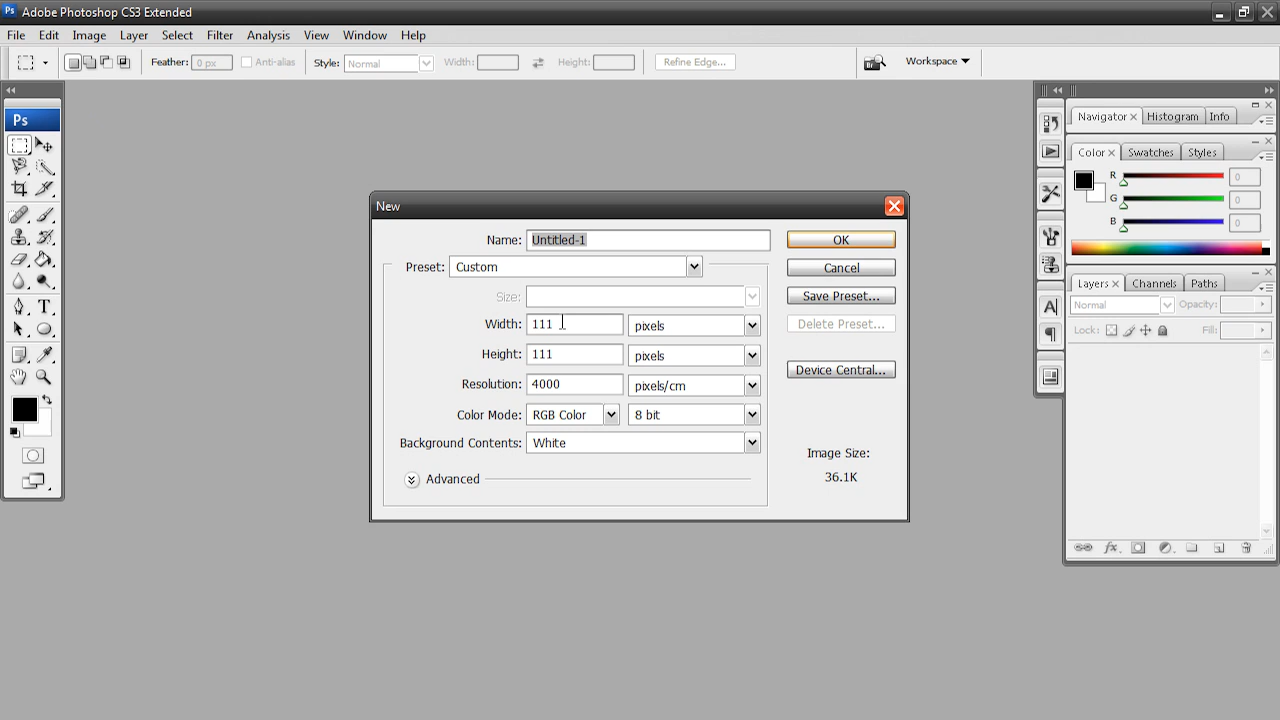 Ps Adobe Photoshop CS3 Extended
File Edit Image Layer Select Filter Analysis View Window Help
Feather: 0 px Anti-alias Style: Normal Width: Height: Refine Edge... Workspace
Ps
Navigator Histogram Info
Color Swatches Styles
R 0
G 0
B 0
Layers Channels Paths
Normal Opacity:
Lock: Fill:
New
Name: Untitled-1 OK
Preset: Custom Cancel
Size: Save Preset...
Width: 111 pixels Delete Preset...
Height: 111 pixels
Device Central...
Resolution: 4000 pixels/cm
Color Mode: RGB Color 8 bit
Background Contents: White
Image Size:
36.1K
Advanced